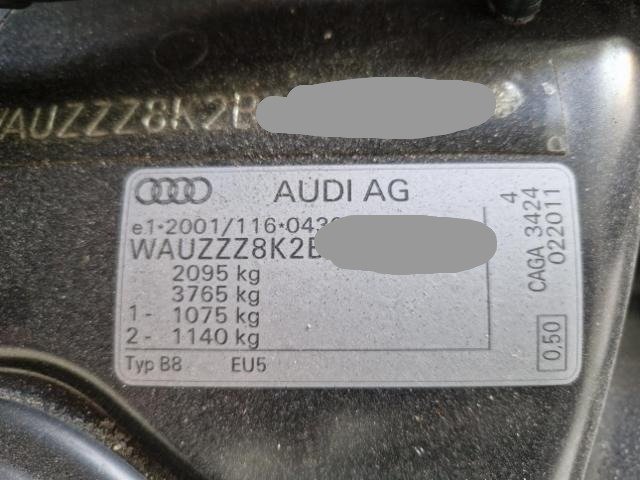 WAUZZZ8K2B
AUDI AG
e1*2001/116*043
WAUZZZ8K2B
2095 kg
3765 kg
1- 1075 kg
2- 1140 kg
Typ B8 EU5
4
CAGA 3424
022011
0,50